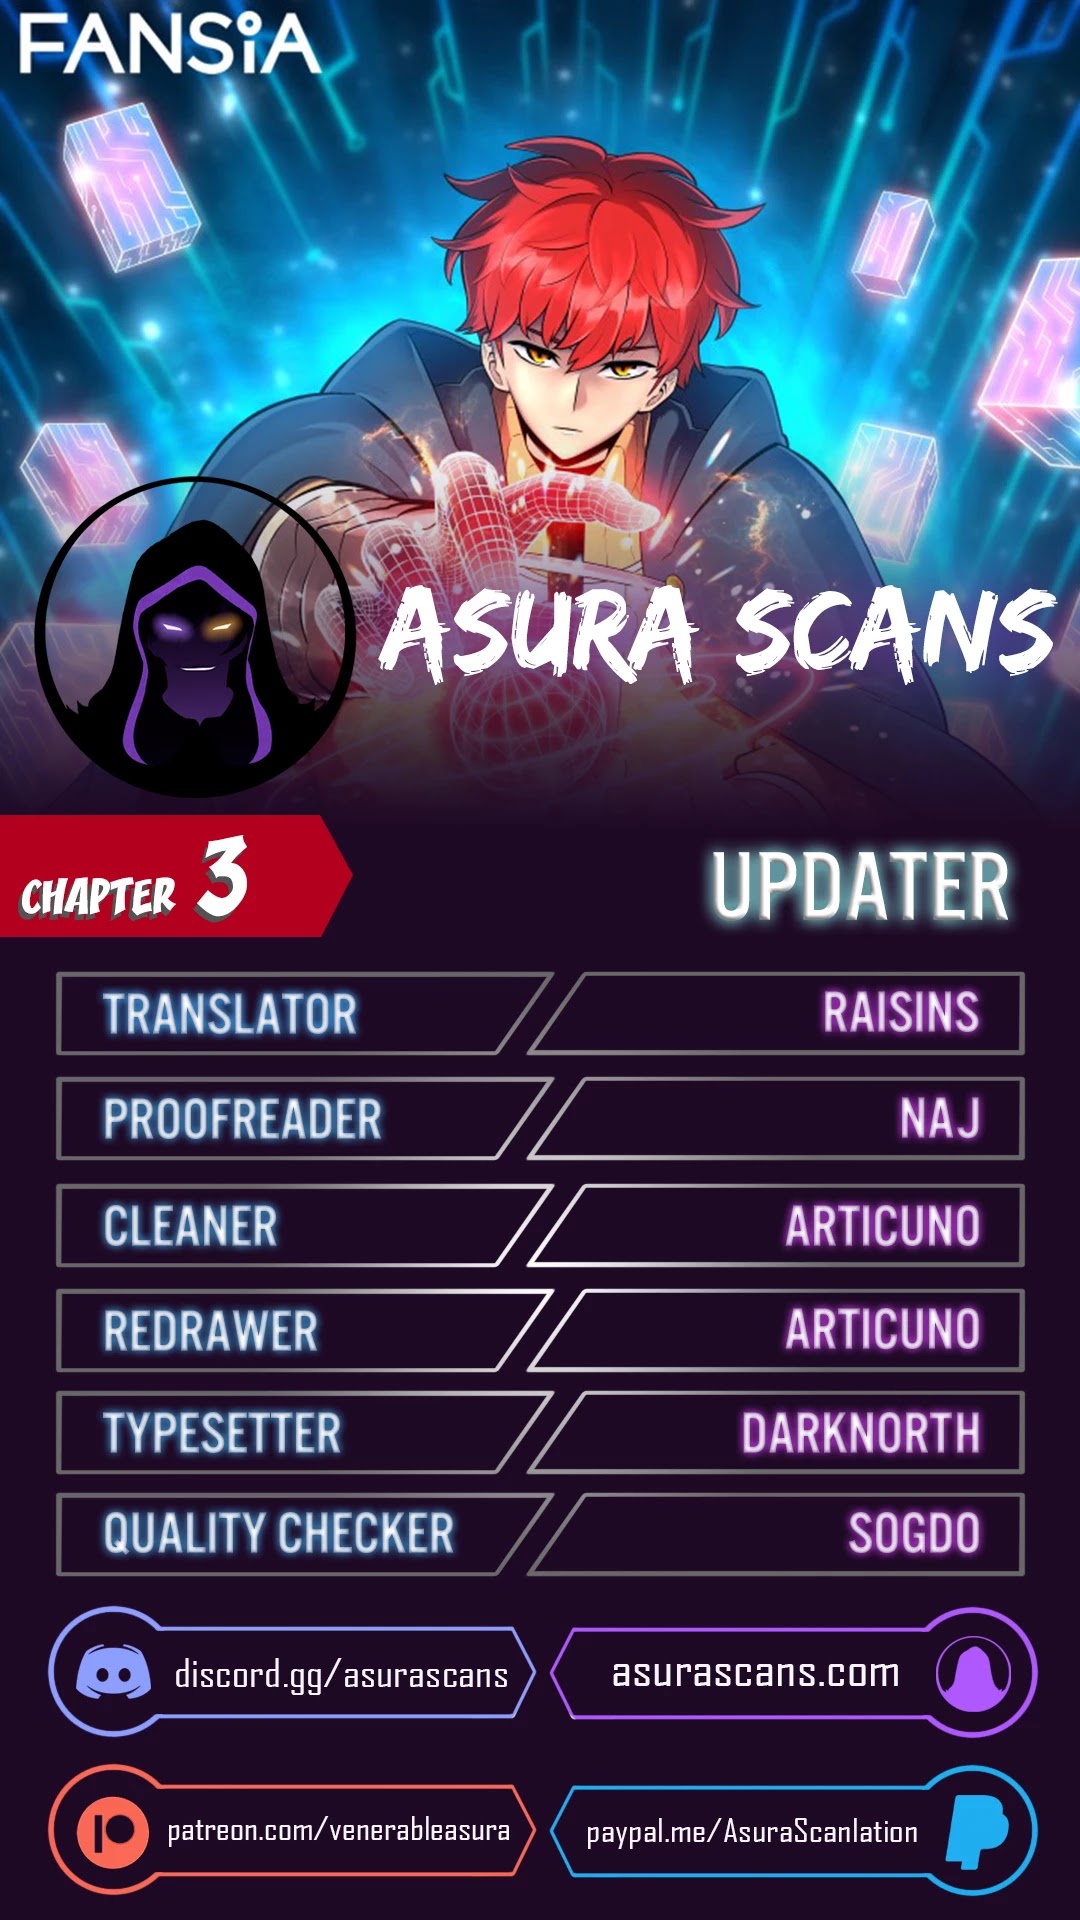 FANSiA
ASURA SCANS
CHAPTER 3
UPDATER
TRANSLATOR RAISINS
PROOFREADER NAJ
CLEANER ARTICUNO
REDRAWER ARTICUNO
TYPESETTER DARKNORTH
QUALITY CHECKER SOGDO
discord.gg/asurascans asurascans.com
patreon.com/venerableasura paypal.me/AsuraScanlation